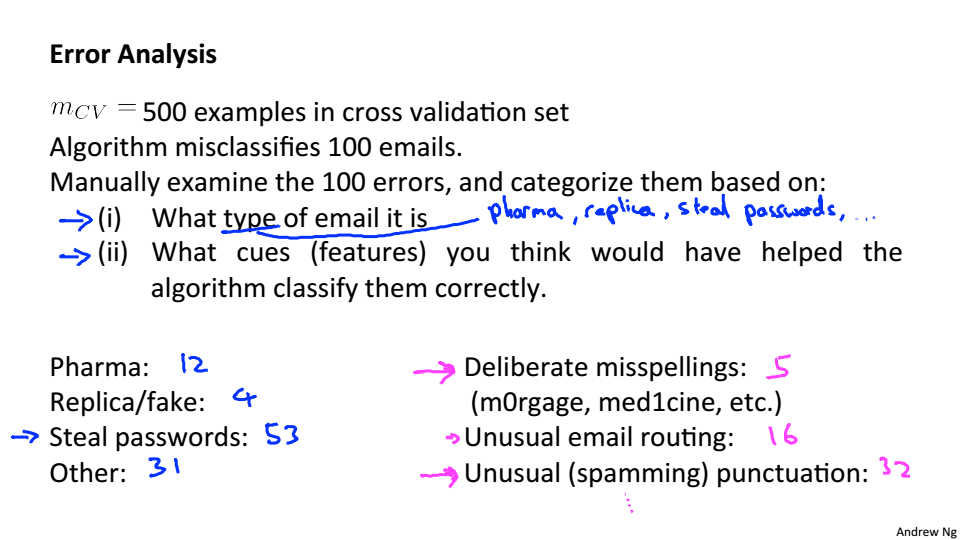 Error Analysis
m_CV = 500 examples in cross validation set
Algorithm misclassifies 100 emails.
Manually examine the 100 errors, and categorize them based on:
→ (i) What type of email it is pharma, replica, steal passwords, ...
→ (ii) What cues (features) you think would have helped the
algorithm classify them correctly.
Pharma: 12
Replica/fake: 4
→ Steal passwords: 53
Other: 31
→ Deliberate misspellings: 5
(m0rgage, med1cine, etc.)
→ Unusual email routing: 16
→ Unusual (spamming) punctuation: 32
Andrew Ng